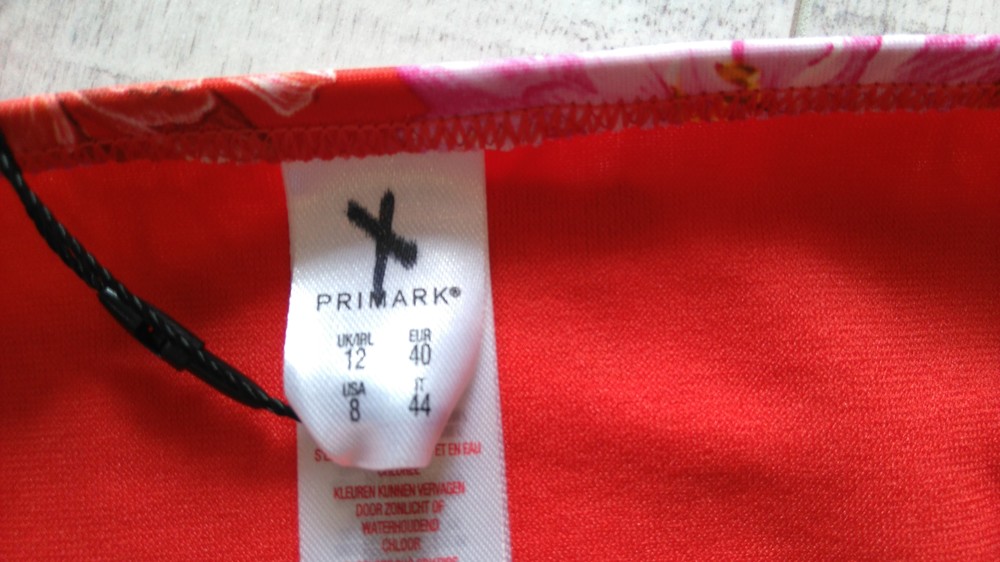 PRIMARK®
UK/IRL EUR
12 40
USA IT
8 44
ET EN EAU
KLEUREN KUNNEN VERVAGEN
DOOR ZONLICHT OF
WATERHOUDEND
CHLOOR